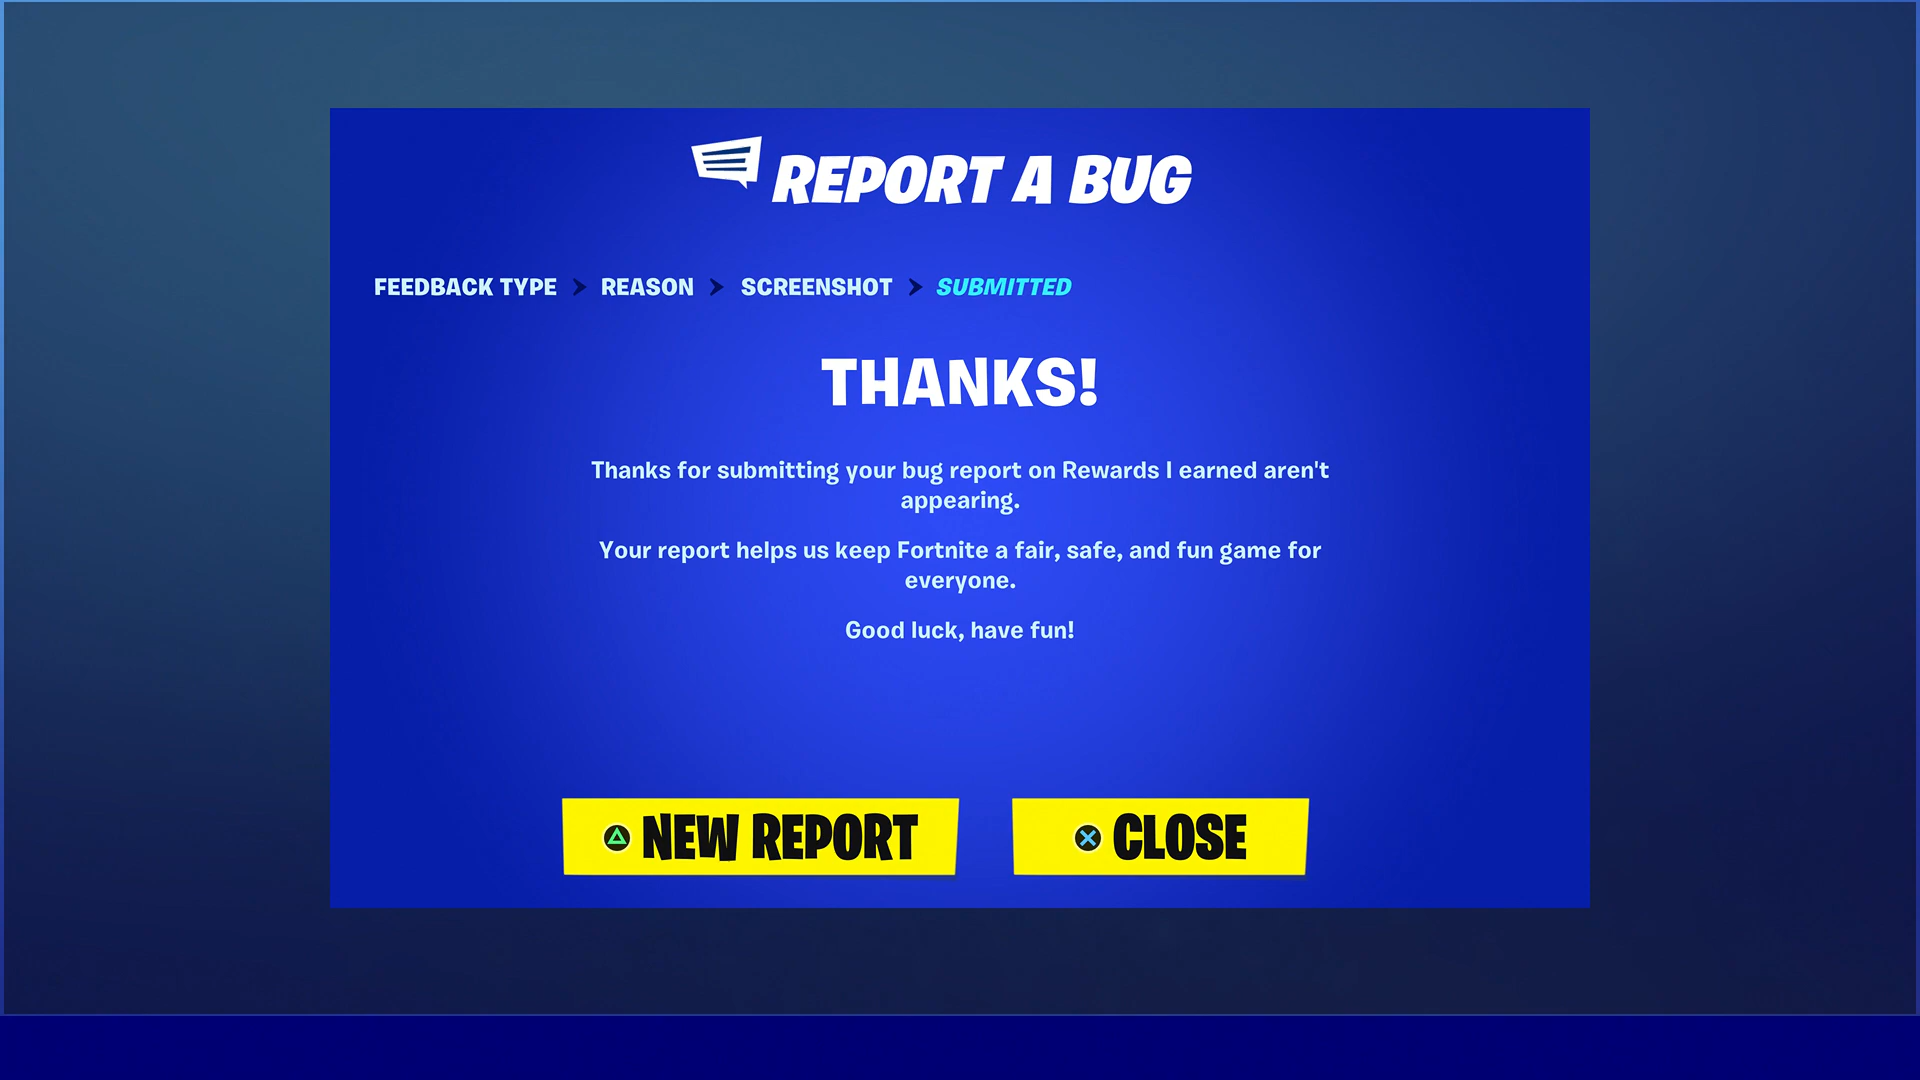 REPORT A BUG
FEEDBACK TYPE > REASON > SCREENSHOT > SUBMITTED
THANKS!
Thanks for submitting your bug report on Rewards I earned aren't
appearing.
Your report helps us keep Fortnite a fair, safe, and fun game for
everyone.
Good luck, have fun!
NEW REPORT
CLOSE